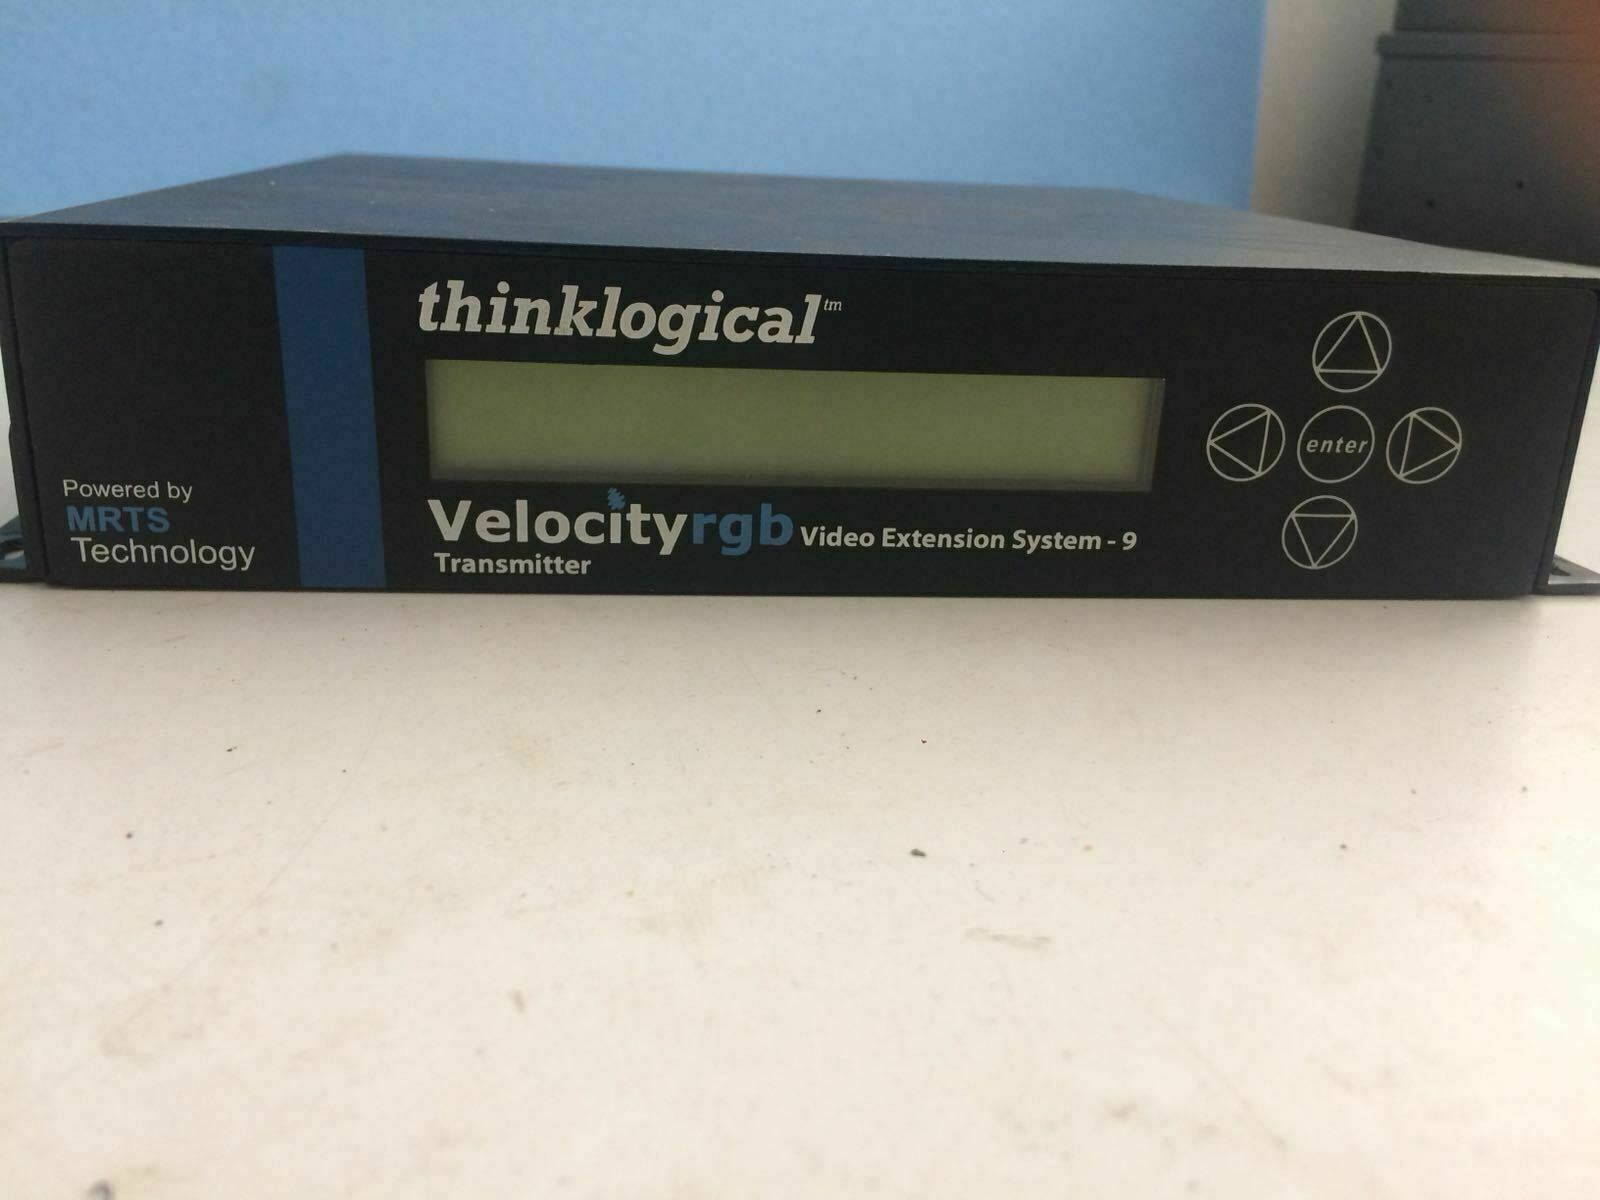 thinklogical™
enter
Powered by
MRTS
Technology
Velocityrgb Video Extension System - 9
Transmitter